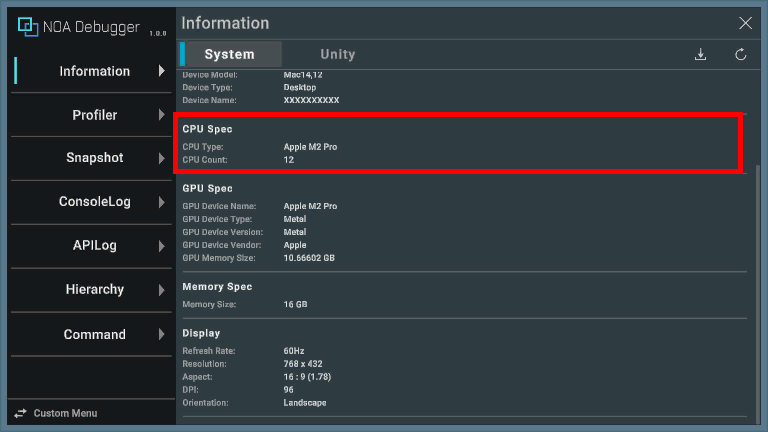 NOA Debugger 1.0.0
Information
Profiler
Snapshot
ConsoleLog
APILog
Hierarchy
Command
Custom Menu
Information
System Unity
Device Model: Mac14,12
Device Type: Desktop
Device Name: XXXXXXXXXX
CPU Spec
CPU Type: Apple M2 Pro
CPU Count: 12
GPU Spec
GPU Device Name: Apple M2 Pro
GPU Device Type: Metal
GPU Device Version: Metal
GPU Device Vendor: Apple
GPU Memory Size: 10.66602 GB
Memory Spec
Memory Size: 16 GB
Display
Refresh Rate: 60Hz
Resolution: 768 x 432
Aspect: 16 : 9 (1.78)
DPI: 96
Orientation: Landscape